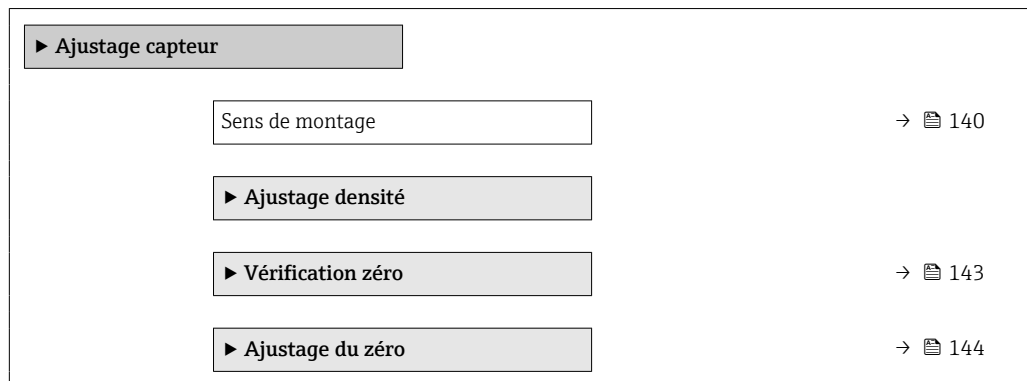 ▶ Ajustage capteur
Sens de montage → 🖺 140
▶ Ajustage densité
▶ Vérification zéro → 🖺 143
▶ Ajustage du zéro → 🖺 144